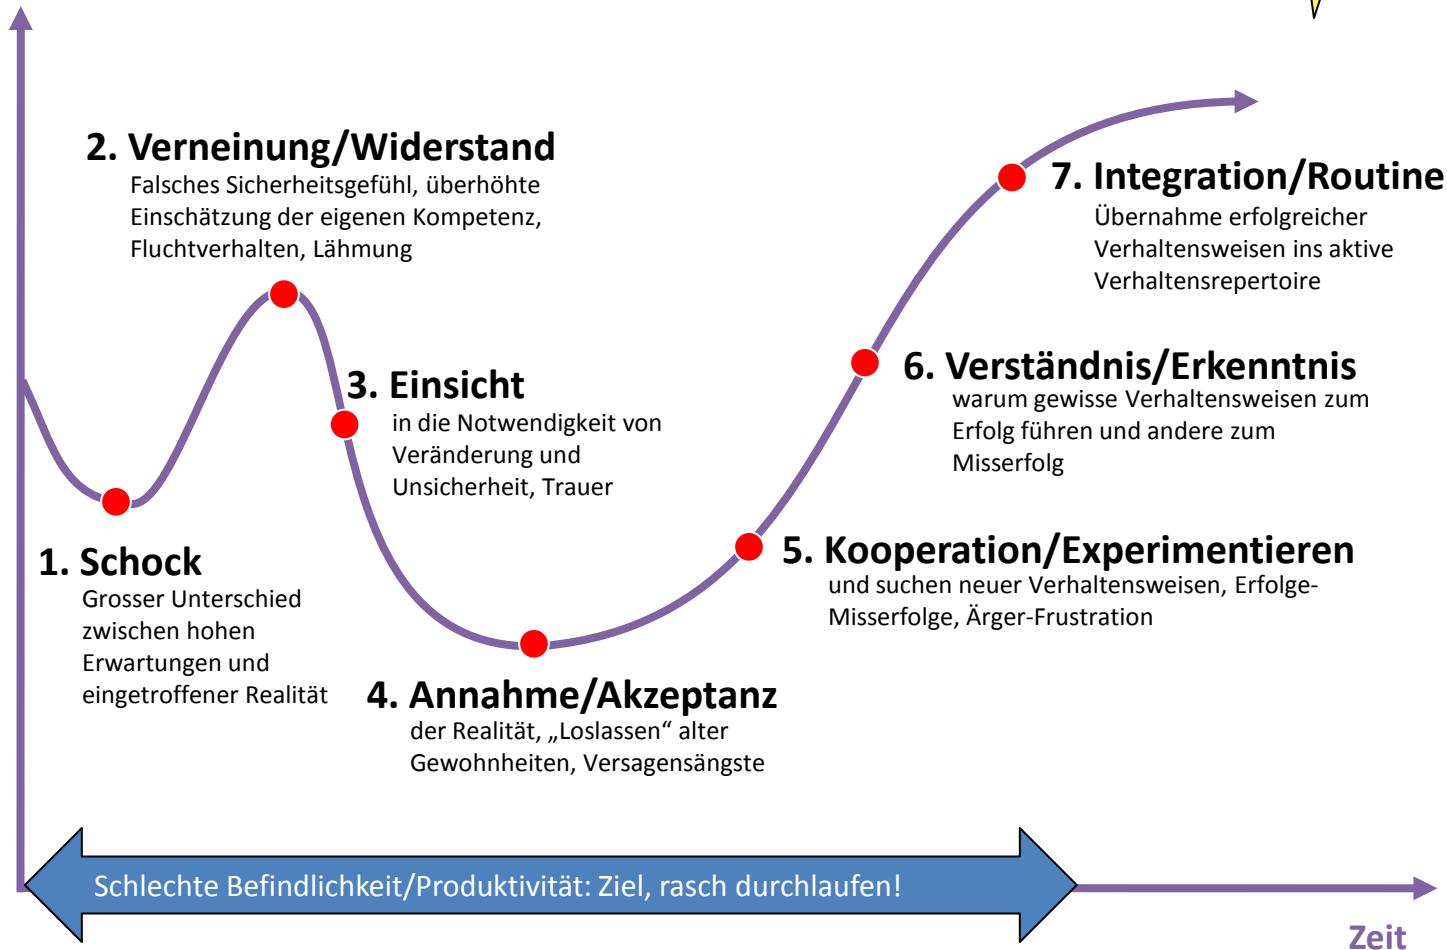 2. Verneinung/Widerstand
Falsches Sicherheitsgefühl, überhöhte
Einschätzung der eigenen Kompetenz,
Fluchtverhalten, Lähmung
7. Integration/Routine
Übernahme erfolgreicher
Verhaltensweisen ins aktive
Verhaltensrepertoire
3. Einsicht
in die Notwendigkeit von
Veränderung und
Unsicherheit, Trauer
6. Verständnis/Erkenntnis
warum gewisse Verhaltensweisen zum
Erfolg führen und andere zum
Misserfolg
1. Schock
Grosser Unterschied
zwischen hohen
Erwartungen und
eingetroffener Realität
5. Kooperation/Experimentieren
und suchen neuer Verhaltensweisen, Erfolge-
Misserfolge, Ärger-Frustration
4. Annahme/Akzeptanz
der Realität, „Loslassen“ alter
Gewohnheiten, Versagensängste
Schlechte Befindlichkeit/Produktivität: Ziel, rasch durchlaufen!
Zeit